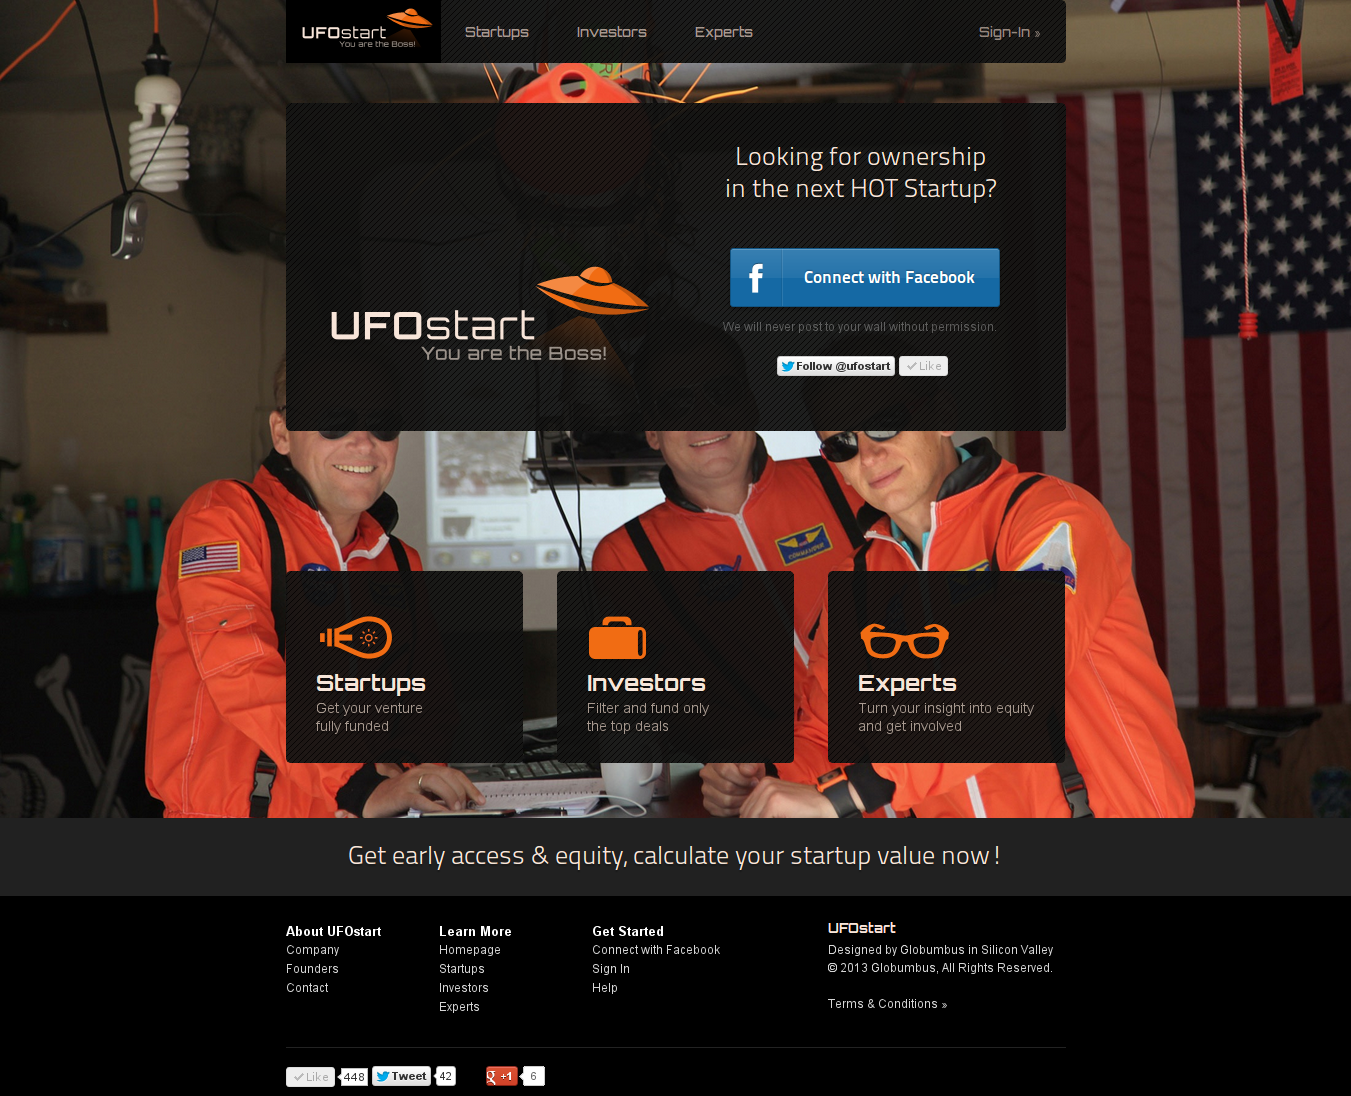 UFOstart
You are the Boss!
Startups
Investors
Experts
Sign-In »
Looking for ownership
in the next HOT Startup?
f Connect with Facebook
We will never post to your wall without permission.
Follow @ufostart
Like
UFOstart
You are the Boss!
COMMANDER
Startups
Get your venture
fully funded
Investors
Filter and fund only
the top deals
Experts
Turn your insight into equity
and get involved
Get early access & equity, calculate your startup value now!
About UFOstart
Company
Founders
Contact
Learn More
Homepage
Startups
Investors
Experts
Get Started
Connect with Facebook
Sign In
Help
UFOstart
Designed by Globumbus in Silicon Valley
© 2013 Globumbus, All Rights Reserved.
Terms & Conditions »
Like 448
Tweet 42
g +1 6